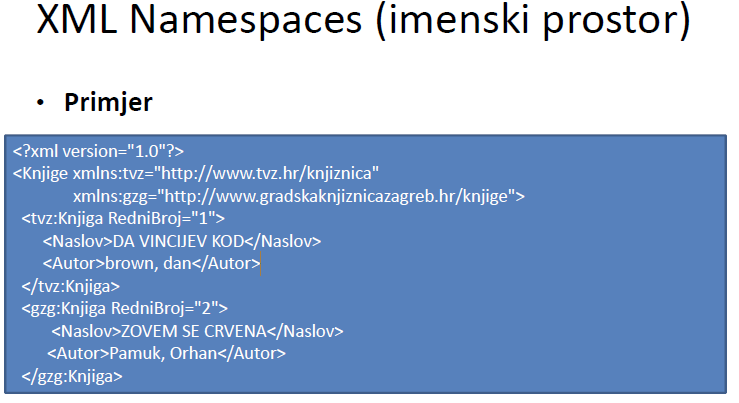 XML Namespaces (imenski prostor)
• Primjer
<?xml version="1.0"?>
<Knjige xmlns:tvz="http://www.tvz.hr/knjiznica"
xmlns:gzg="http://www.gradskaknjiznicazagreb.hr/knjige">
<tvz:Knjiga RedniBroj="1">
<Naslov>DA VINCIJEV KOD</Naslov>
<Autor>brown, dan</Autor>
</tvz:Knjiga>
<gzg:Knjiga RedniBroj="2">
<Naslov>ZOVEM SE CRVENA</Naslov>
<Autor>Pamuk, Orhan</Autor>
</gzg:Knjiga>